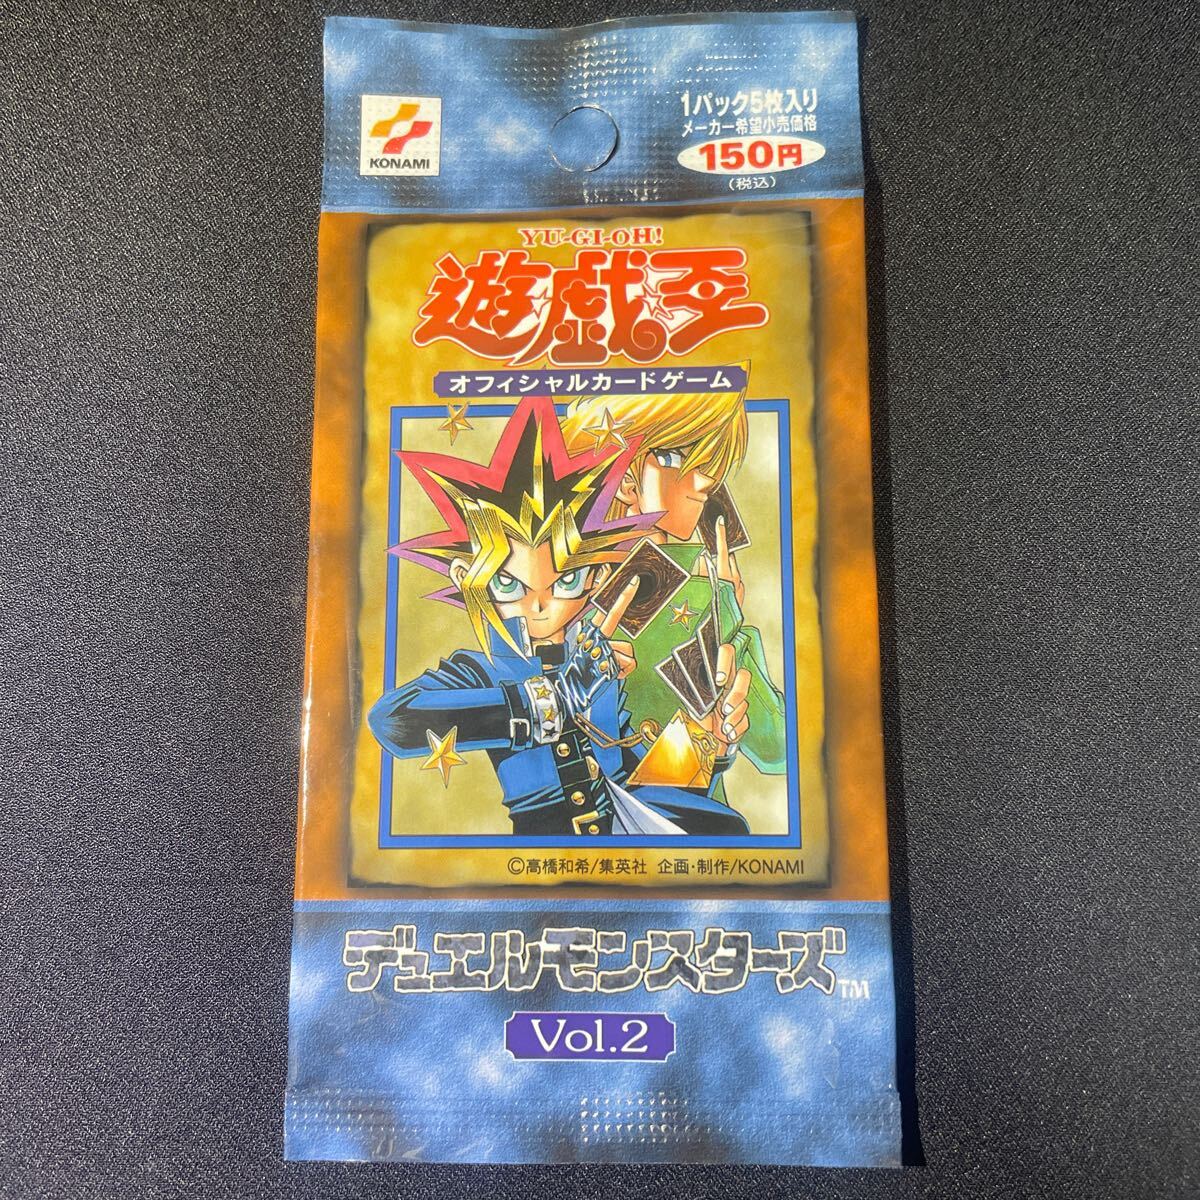 KONAMI
1パック5枚入り
メーカー希望小売価格
150円
(税込)
YU-GI-OH!
遊戯王
オフィシャルカードゲーム
©高橋和希/集英社 企画・制作/KONAMI
デュエルモンスターズ™
Vol.2